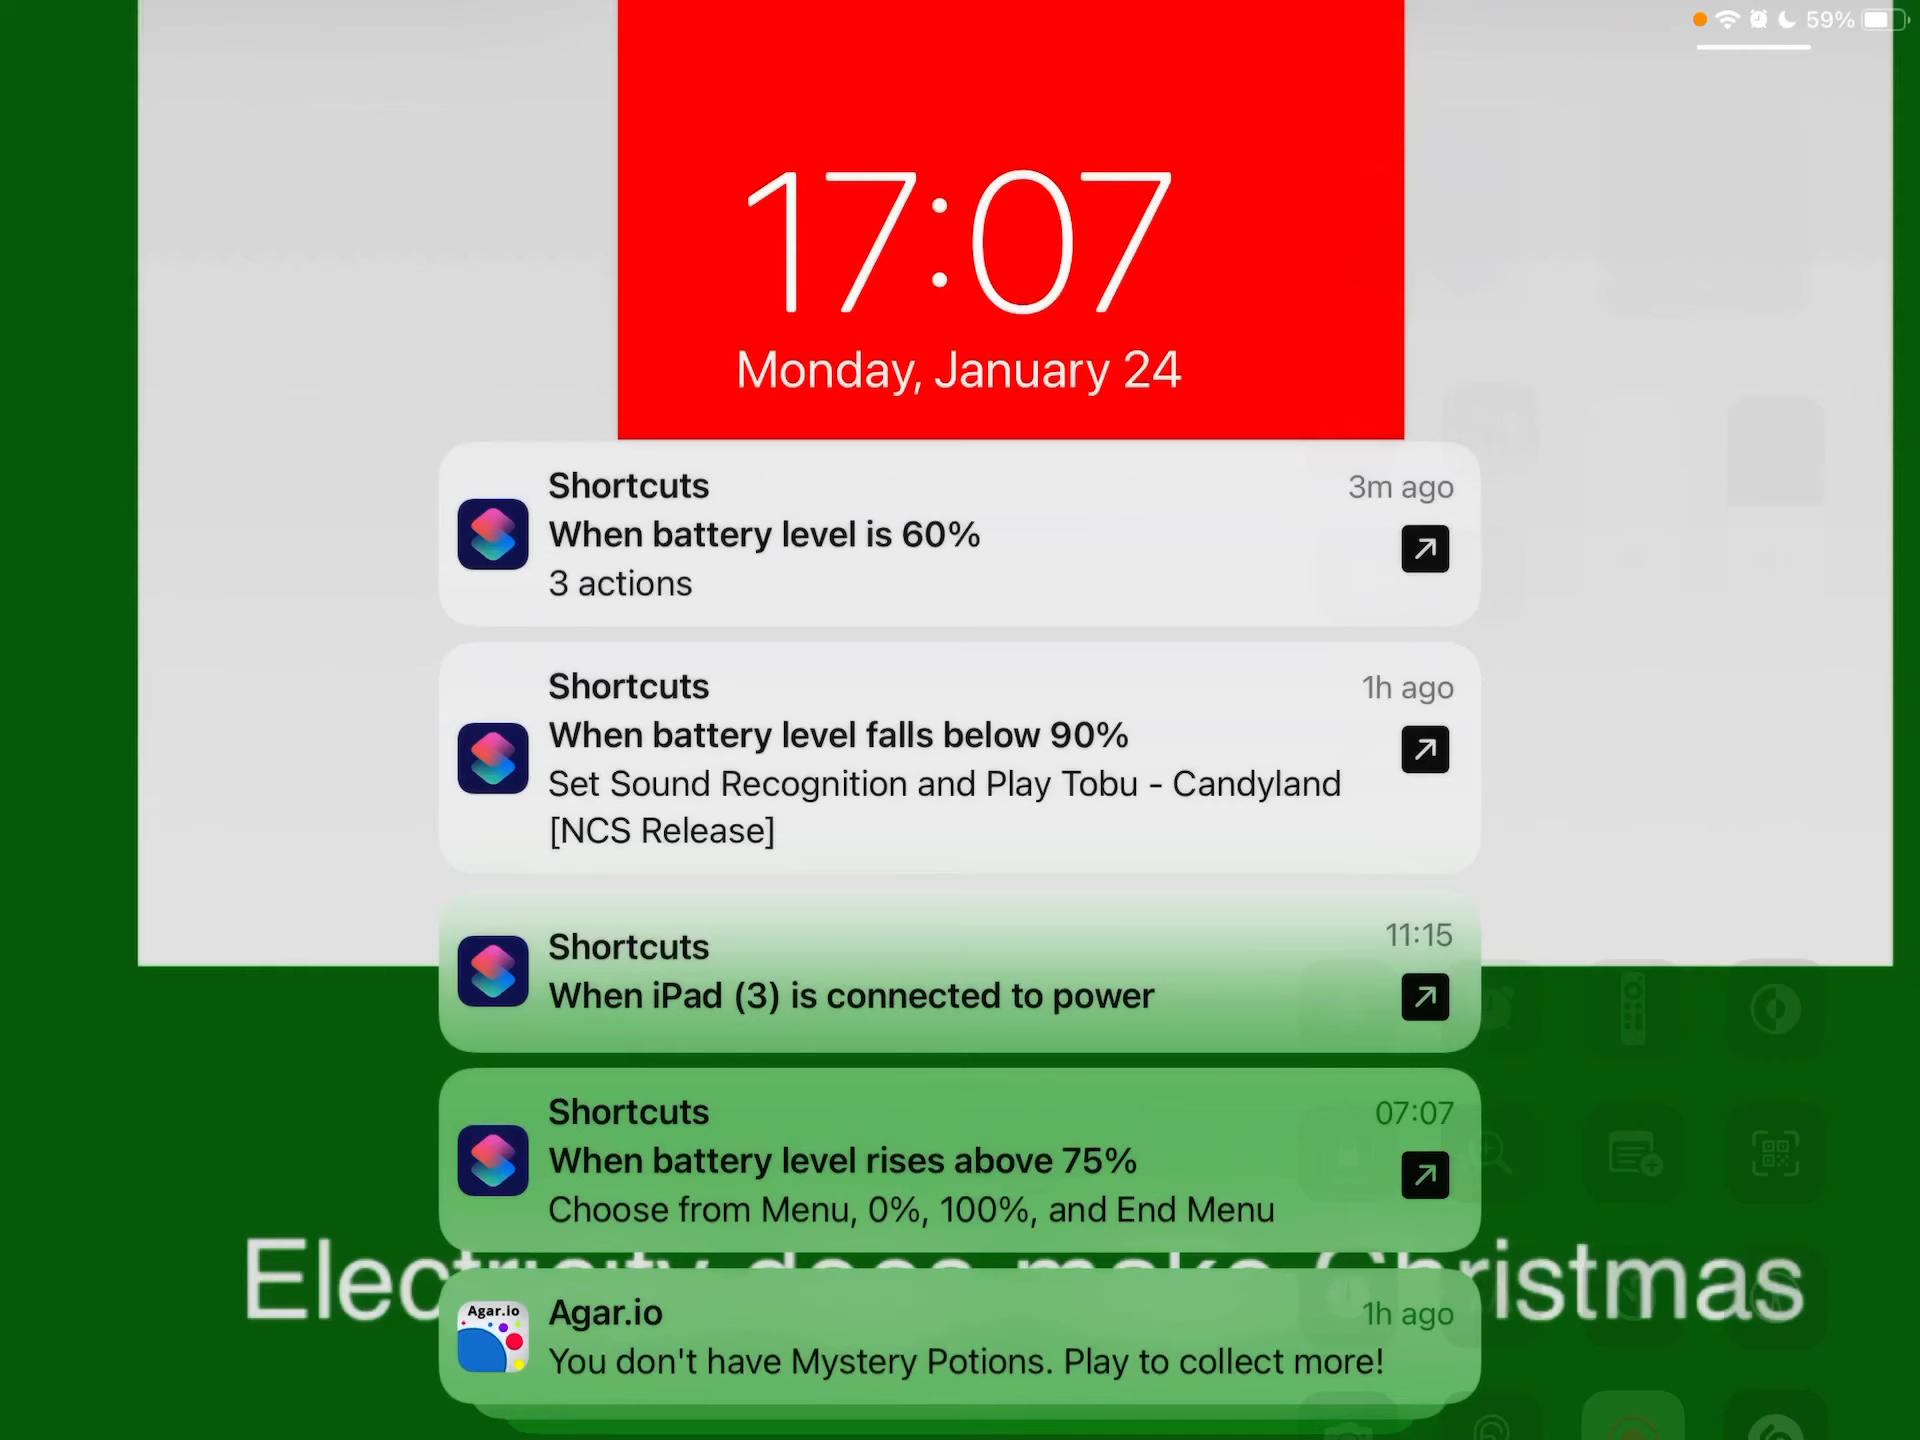 59%
17:07
Monday, January 24
Shortcuts
3m ago
When battery level is 60%
3 actions
Shortcuts
1h ago
When battery level falls below 90%
Set Sound Recognition and Play Tobu - Candyland
[NCS Release]
Shortcuts
11:15
When iPad (3) is connected to power
Shortcuts
07:07
When battery level rises above 75%
Choose from Menu, 0%, 100%, and End Menu
Electricity does make Christmas
Agar.io
Agar.io
1h ago
You don't have Mystery Potions. Play to collect more!